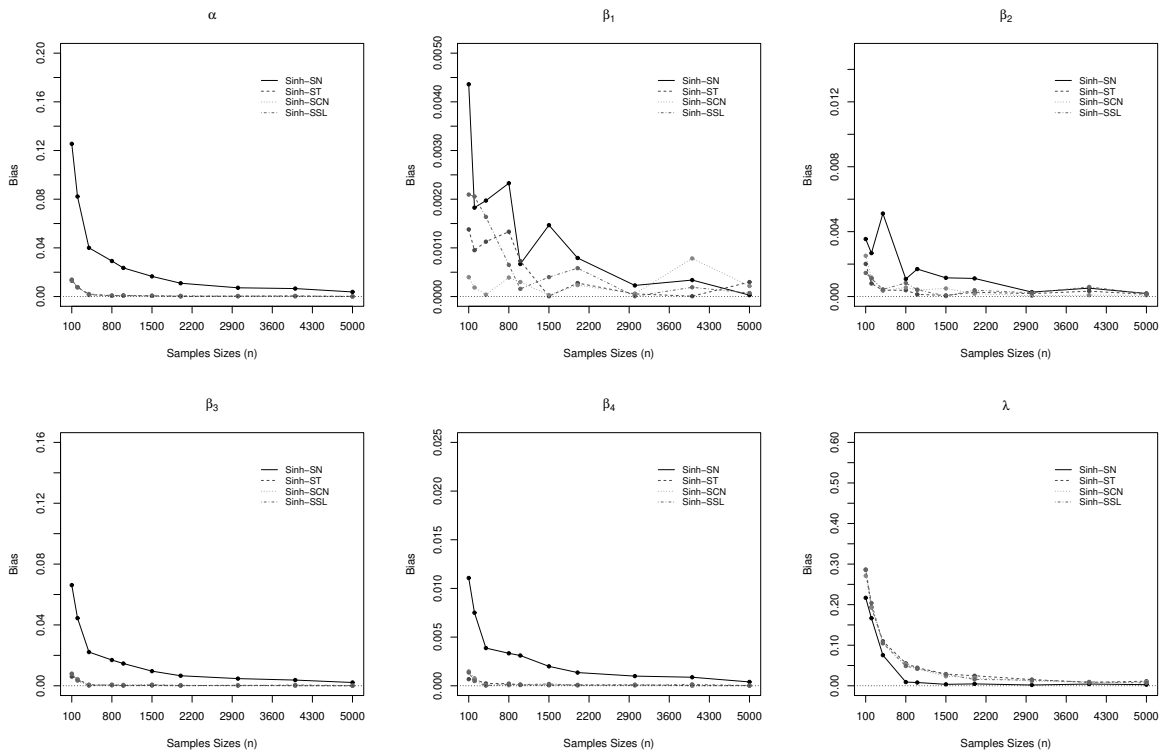 α
0.20
0.16
0.12
0.08
0.04
0.00
Bias
Sinh−SN
Sinh−ST
Sinh−SCN
Sinh−SSL
100 800 1500 2200 2900 3600 4300 5000
Samples Sizes (n)
β1
0.0050
0.0040
0.0030
0.0020
0.0010
0.0000
Bias
Sinh−SN
Sinh−ST
Sinh−SCN
Sinh−SSL
100 800 1500 2200 2900 3600 4300 5000
Samples Sizes (n)
β2
0.012
0.008
0.004
0.000
Bias
Sinh−SN
Sinh−ST
Sinh−SCN
Sinh−SSL
100 800 1500 2200 2900 3600 4300 5000
Samples Sizes (n)
β3
0.16
0.12
0.08
0.04
0.00
Bias
Sinh−SN
Sinh−ST
Sinh−SCN
Sinh−SSL
100 800 1500 2200 2900 3600 4300 5000
Samples Sizes (n)
β4
0.025
0.020
0.015
0.010
0.005
0.000
Bias
Sinh−SN
Sinh−ST
Sinh−SCN
Sinh−SSL
100 800 1500 2200 2900 3600 4300 5000
Samples Sizes (n)
λ
0.60
0.50
0.40
0.30
0.20
0.10
0.00
Bias
Sinh−SN
Sinh−ST
Sinh−SCN
Sinh−SSL
100 800 1500 2200 2900 3600 4300 5000
Samples Sizes (n)